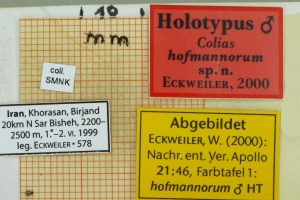 10
mm
Holotypus ♂
Colias
hofmannorum
sp. n.
ECKWEILER, 2000
coll.
SMNK
Iran, Khorasan, Birjand
20km N Sar Bisheh, 2200–
2500 m, 1.–2. VI. 1999
leg. ECKWEILER • 578
Abgebildet
ECKWEILER, W. (2000):
Nachr. ent. Ver. Apollo
21:46, Farbtafel 1:
hofmannorum ♂ HT